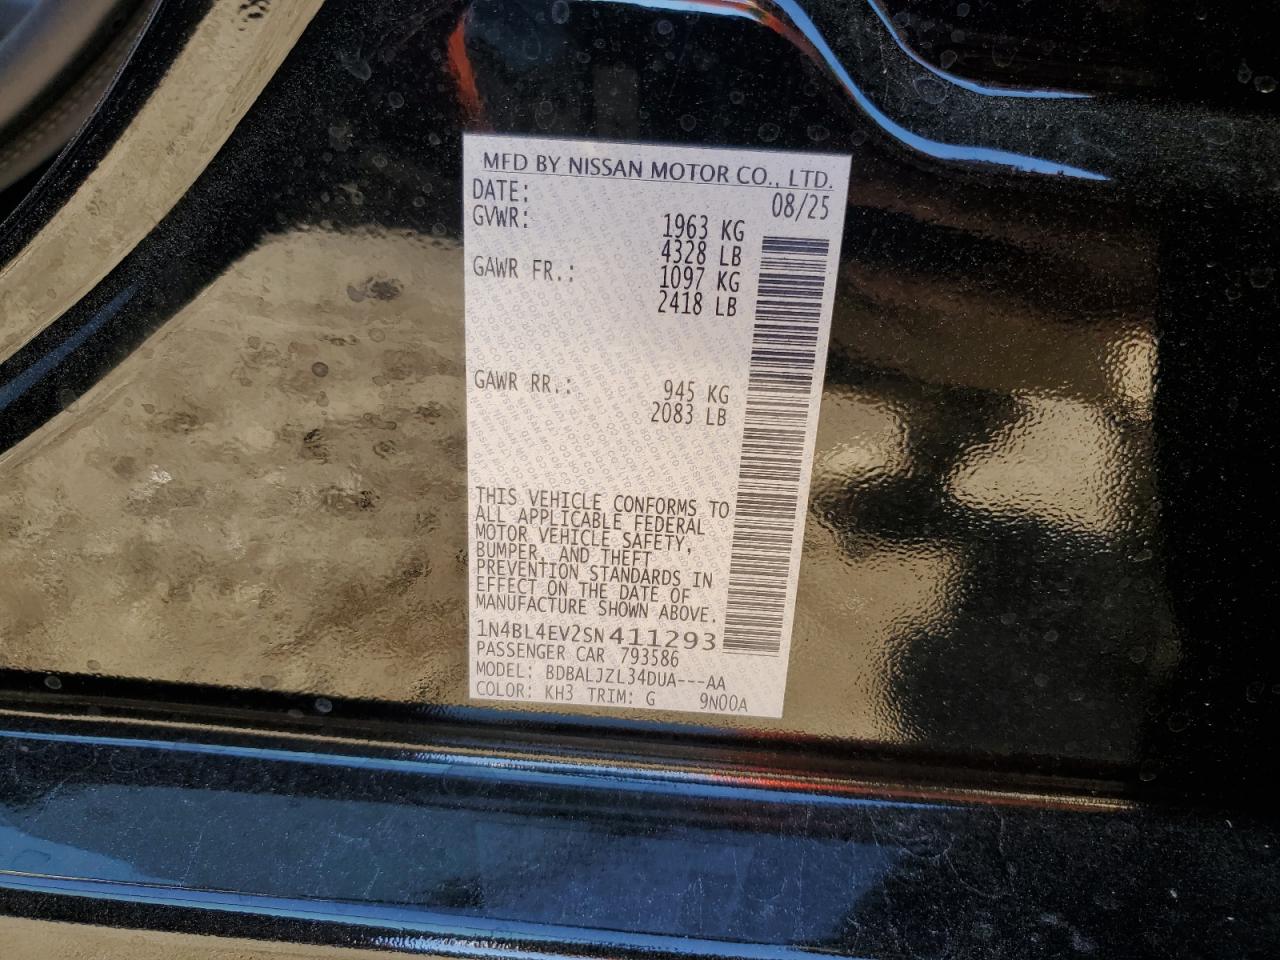 MFD BY NISSAN MOTOR CO., LTD.
DATE: 08/25
GVWR: 1963 KG
4328 LB
GAWR FR.: 1097 KG
2418 LB
GAWR RR.: 945 KG
2083 LB
THIS VEHICLE CONFORMS TO
ALL APPLICABLE FEDERAL
MOTOR VEHICLE SAFETY,
BUMPER, AND THEFT
PREVENTION STANDARDS IN
EFFECT ON THE DATE OF
MANUFACTURE SHOWN ABOVE.
1N4BL4EV2SN411293
PASSENGER CAR 793586
MODEL: BDBALJZL34DUA---AA
COLOR: KH3 TRIM: G 9N00A